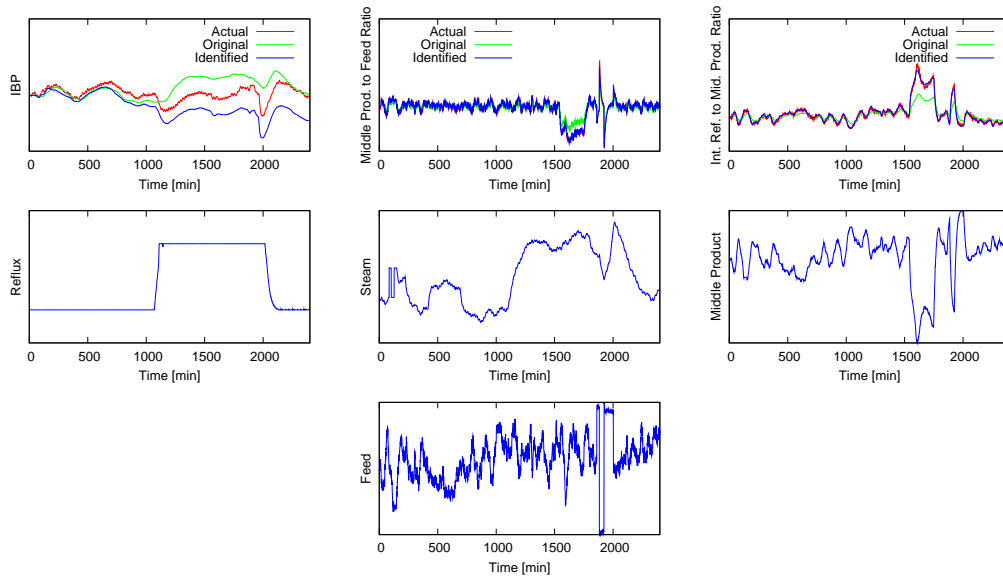 IBP
Actual
Original
Identified
0 500 1000 1500 2000
Time [min]
Middle Prod. to Feed Ratio
Actual
Original
Identified
0 500 1000 1500 2000
Time [min]
Int. Ref. to Mid. Prod. Ratio
Actual
Original
Identified
0 500 1000 1500 2000
Time [min]
Reflux
0 500 1000 1500 2000
Time [min]
Steam
0 500 1000 1500 2000
Time [min]
Middle Product
0 500 1000 1500 2000
Time [min]
Feed
0 500 1000 1500 2000
Time [min]